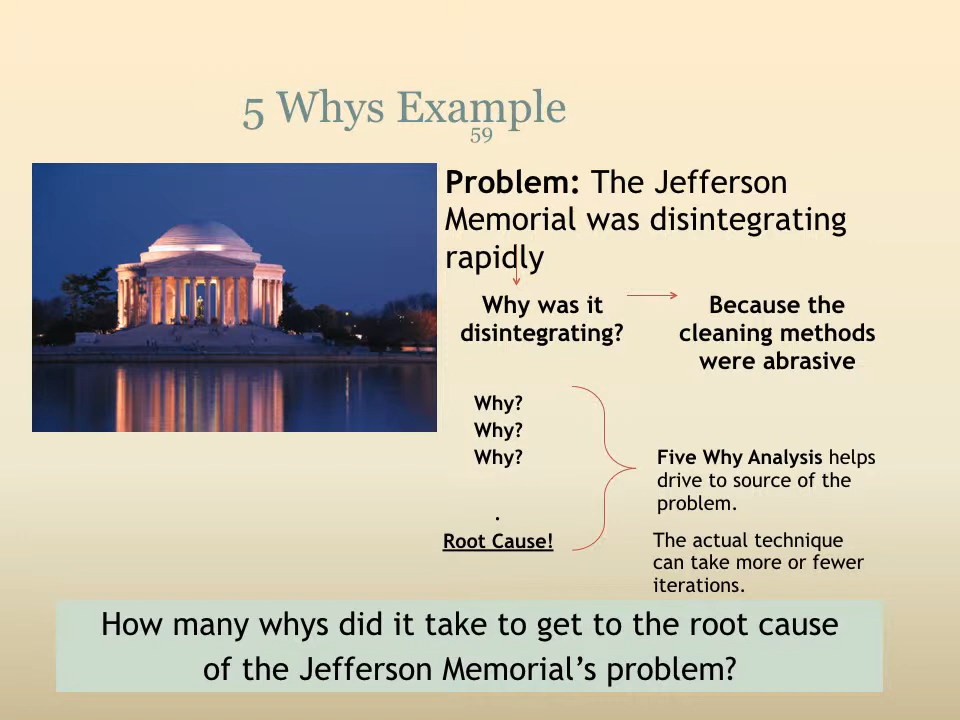 5 Whys Example
59
Problem: The Jefferson
Memorial was disintegrating
rapidly
Why was it
disintegrating?
Because the
cleaning methods
were abrasive
Why?
Why?
Why?
.
Root Cause!
Five Why Analysis helps
drive to source of the
problem.
The actual technique
can take more or fewer
iterations.
How many whys did it take to get to the root cause
of the Jefferson Memorial’s problem?